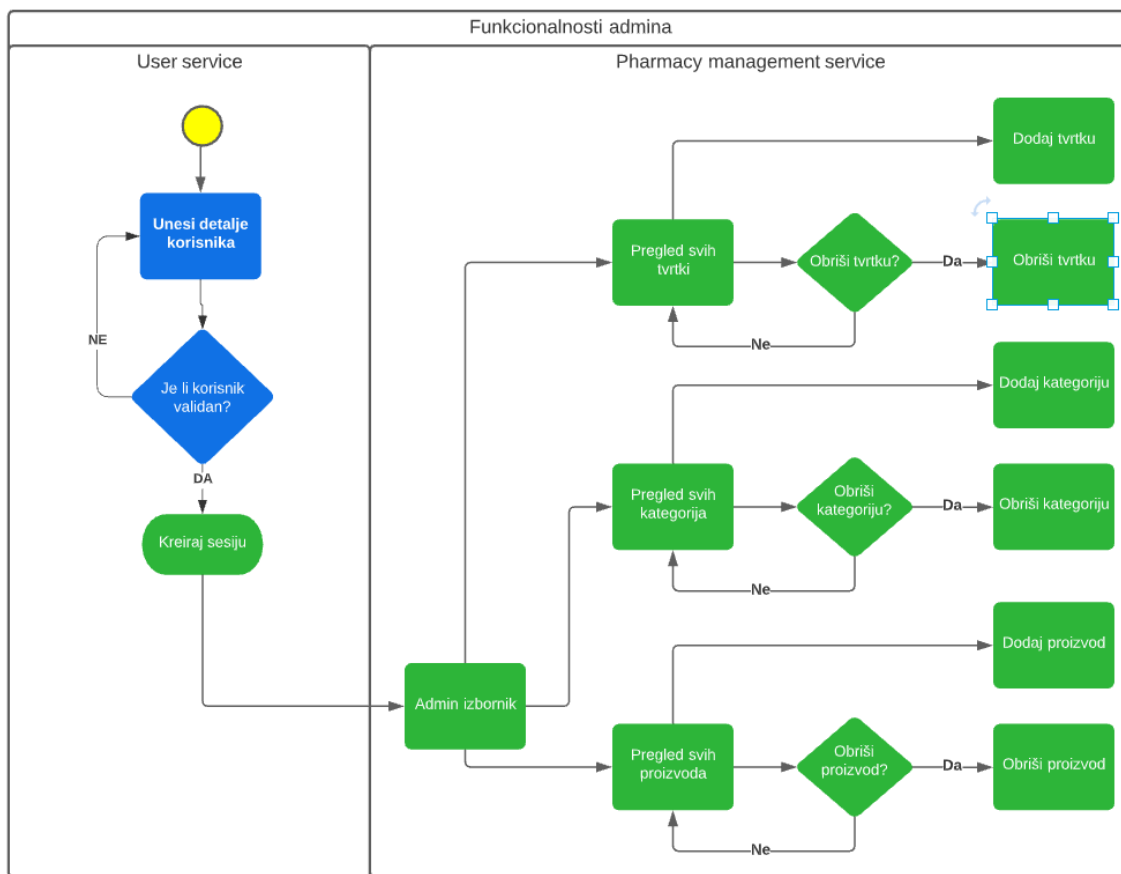 Funkcionalnosti admina
User service
Pharmacy management service
Unesi detalje
korisnika
NE
Je li korisnik
validan?
DA
Kreiraj sesiju
Admin izbornik
Dodaj tvrtku
Pregled svih
tvrtki
Obriši tvrtku?
Da
Obriši tvrtku
Ne
Dodaj kategoriju
Pregled svih
kategorija
Obriši
kategoriju?
Da
Obriši kategoriju
Ne
Dodaj proizvod
Pregled svih
proizvoda
Obriši
proizvod?
Da
Obriši proizvod
Ne